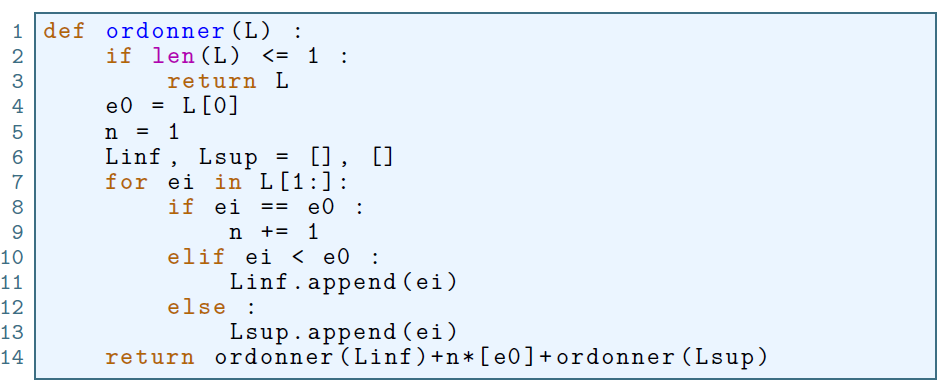 1 def ordonner(L) :
2     if len(L) <= 1 :
3         return L
4     e0 = L[0]
5     n = 1
6     Linf, Lsup = [], []
7     for ei in L[1:]:
8         if ei == e0 :
9             n += 1
10         elif ei < e0 :
11             Linf.append(ei)
12         else :
13             Lsup.append(ei)
14     return ordonner(Linf)+n*[e0]+ordonner(Lsup)